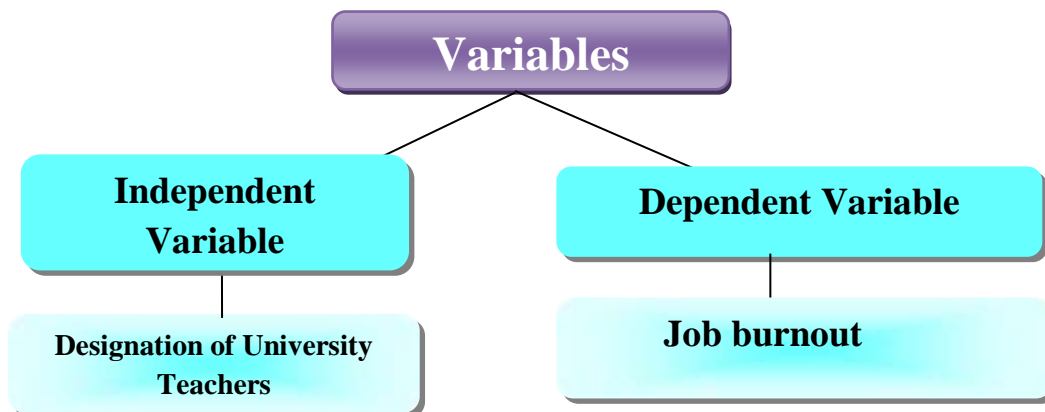 Variables
Independent
Variable
Dependent Variable
Designation of University
Teachers
Job burnout